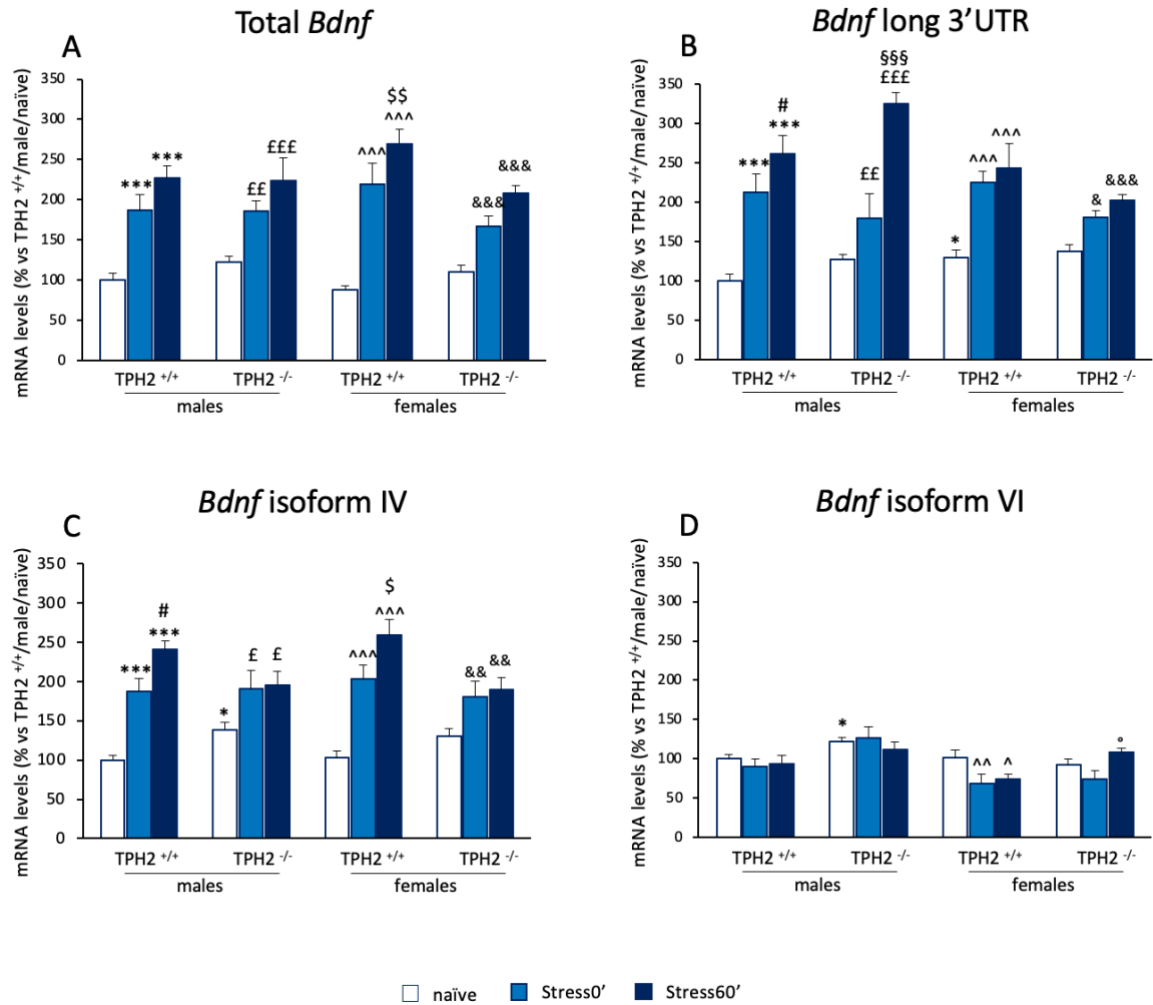 Total Bdnf
A
mRNA levels (% vs TPH2 +/+/male/naïve)
350
300
250
200
150
100
50
0
*** *** ££ £££ ^^^ $$ ^^^ &&& &&&
TPH2 +/+ TPH2 -/- TPH2 +/+ TPH2 -/-
males females
Bdnf long 3’UTR
B
mRNA levels (% vs TPH2 +/+/male/naïve)
350
300
250
200
150
100
50
0
*** # *** ££ §§§ £££ * ^^^ ^^^ & &&&
TPH2 +/+ TPH2 -/- TPH2 +/+ TPH2 -/-
males females
Bdnf isoform IV
C
mRNA levels (% vs TPH2 +/+/male/naïve)
350
300
250
200
150
100
50
0
*** # *** * £ £ ^^^ $ ^^^ && &&
TPH2 +/+ TPH2 -/- TPH2 +/+ TPH2 -/-
males females
Bdnf isoform VI
D
mRNA levels (% vs TPH2 +/+/male/naïve)
350
300
250
200
150
100
50
0
* ^^ ^ °
TPH2 +/+ TPH2 -/- TPH2 +/+ TPH2 -/-
males females
naïve Stress0’ Stress60’